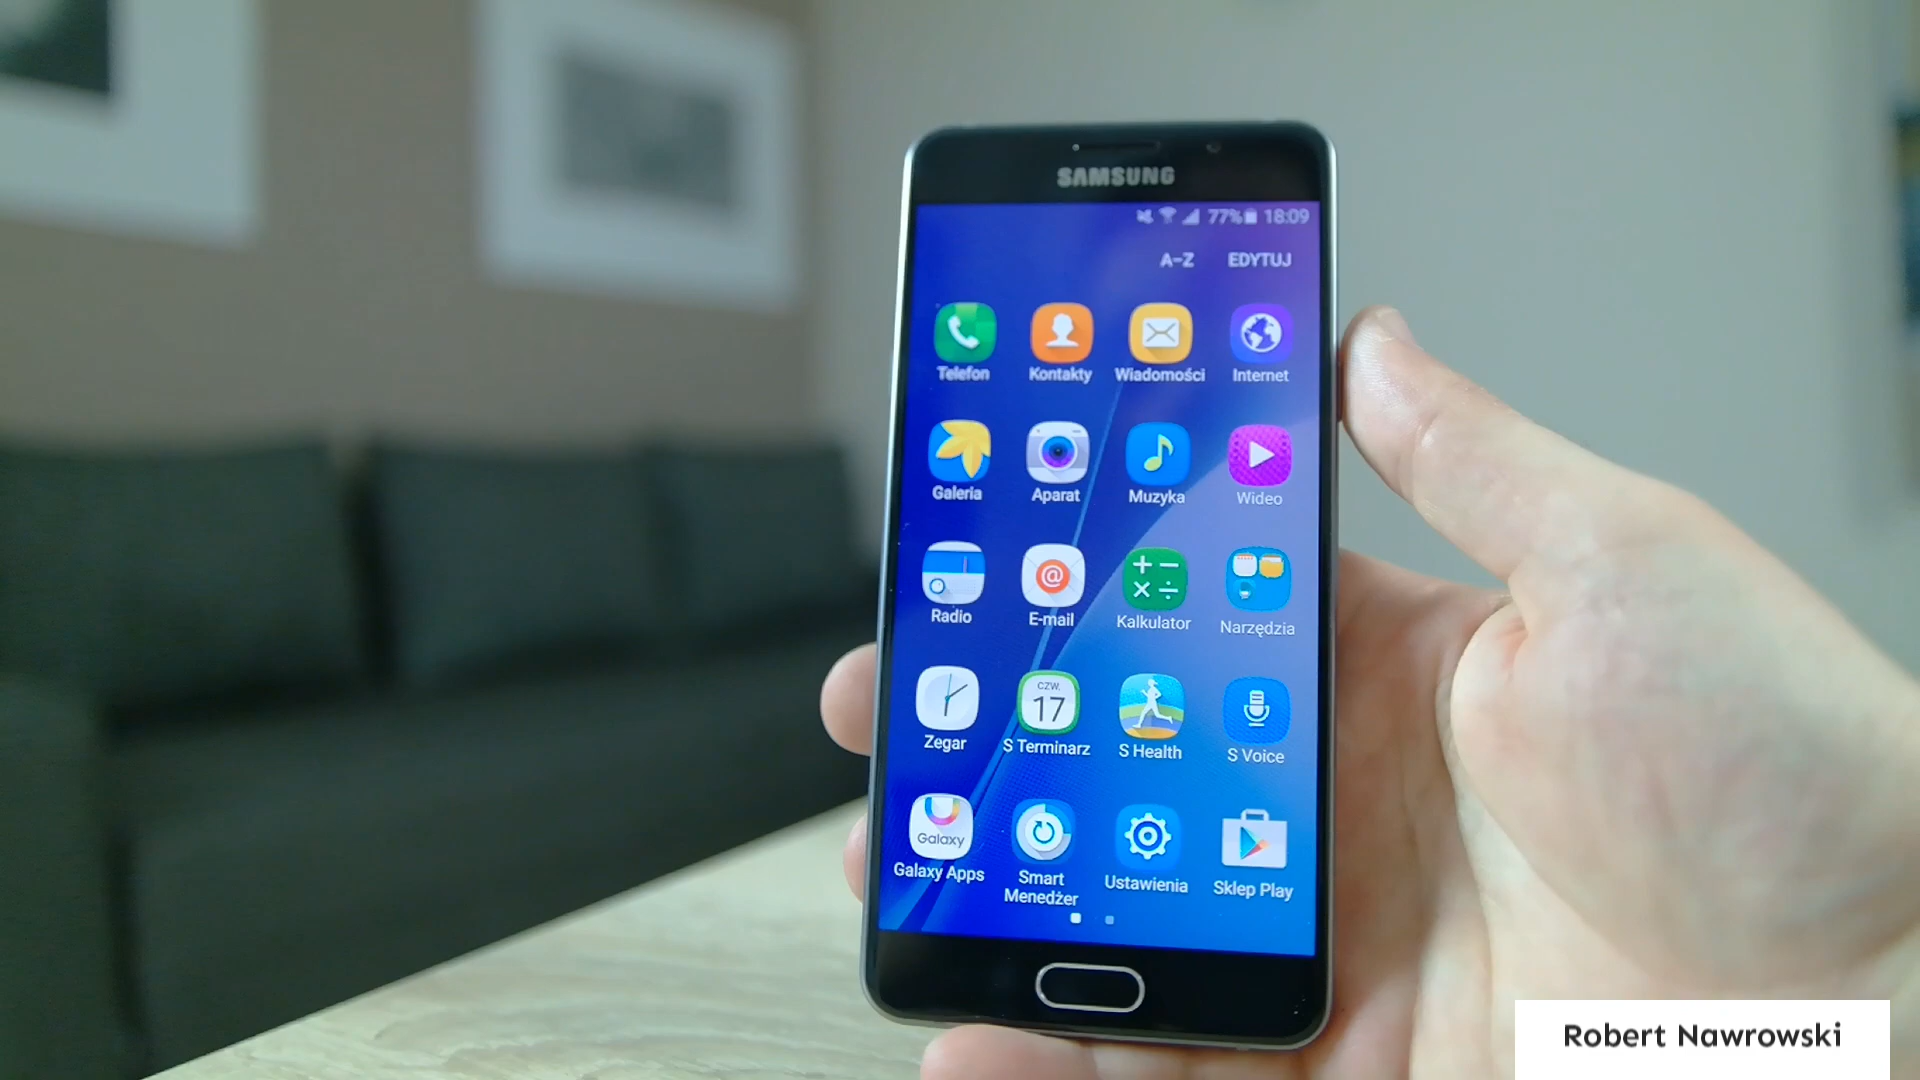 SAMSUNG
77% 18:09
A-Z EDYTUJ
Telefon Kontakty Wiadomości Internet
Galeria Aparat Muzyka Wideo
Radio E-mail Kalkulator Narzędzia
CZW.
17
Zegar S Terminarz S Health S Voice
Galaxy
Galaxy Apps Smart Menedżer Ustawienia Sklep Play
Robert Nawrowski